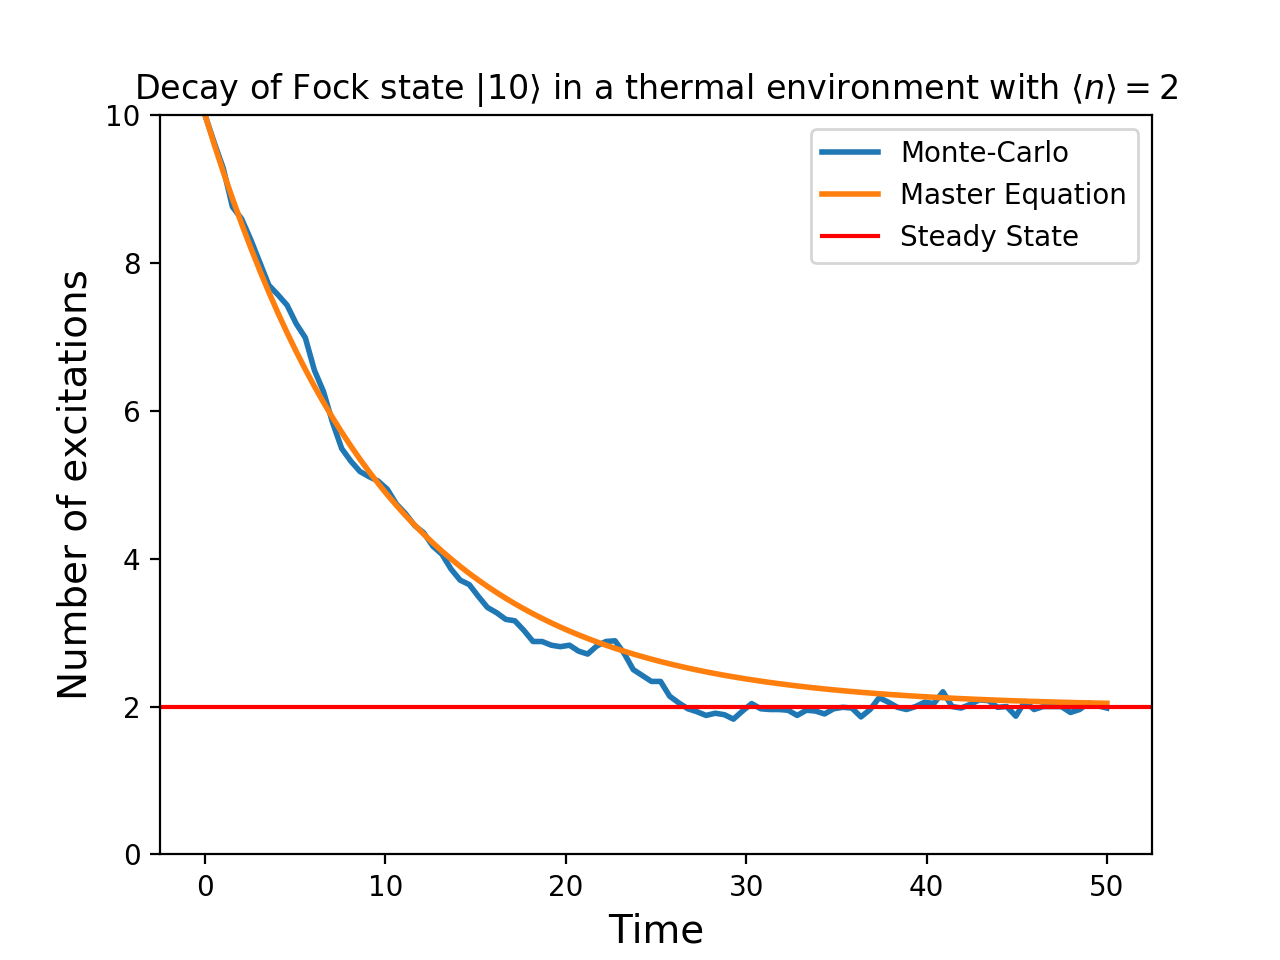 Decay of Fock state |10⟩ in a thermal environment with ⟨n⟩ = 2
Monte-Carlo
Master Equation
Steady State
Number of excitations
10
8
6
4
2
0
0 10 20 30 40 50
Time